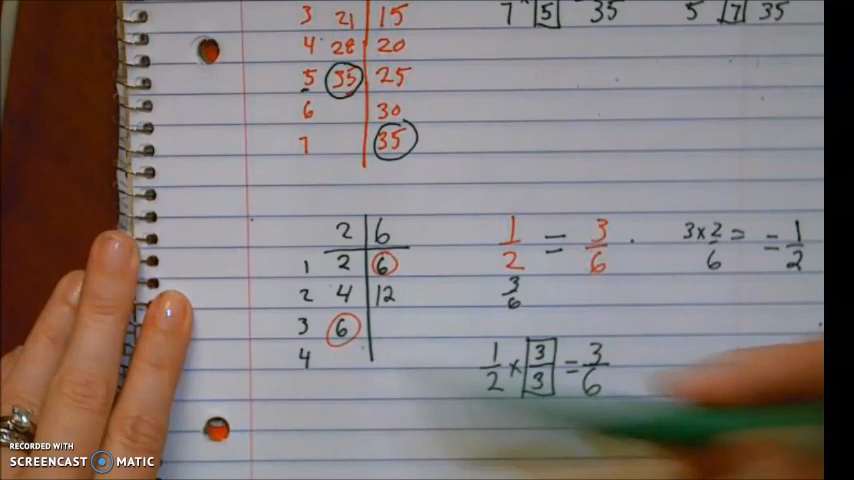 3 21 15
7 5 35
5 7 35
4 28 20
5 35 25
6 30
7 35
2 6
1 2 6
2 4 12
3 6
4
1/2 = 3/6
3/6
3×2/6 = = 1/2
1/2 × 3/3 = 3/6
RECORDED WITH
SCREENCAST MATIC